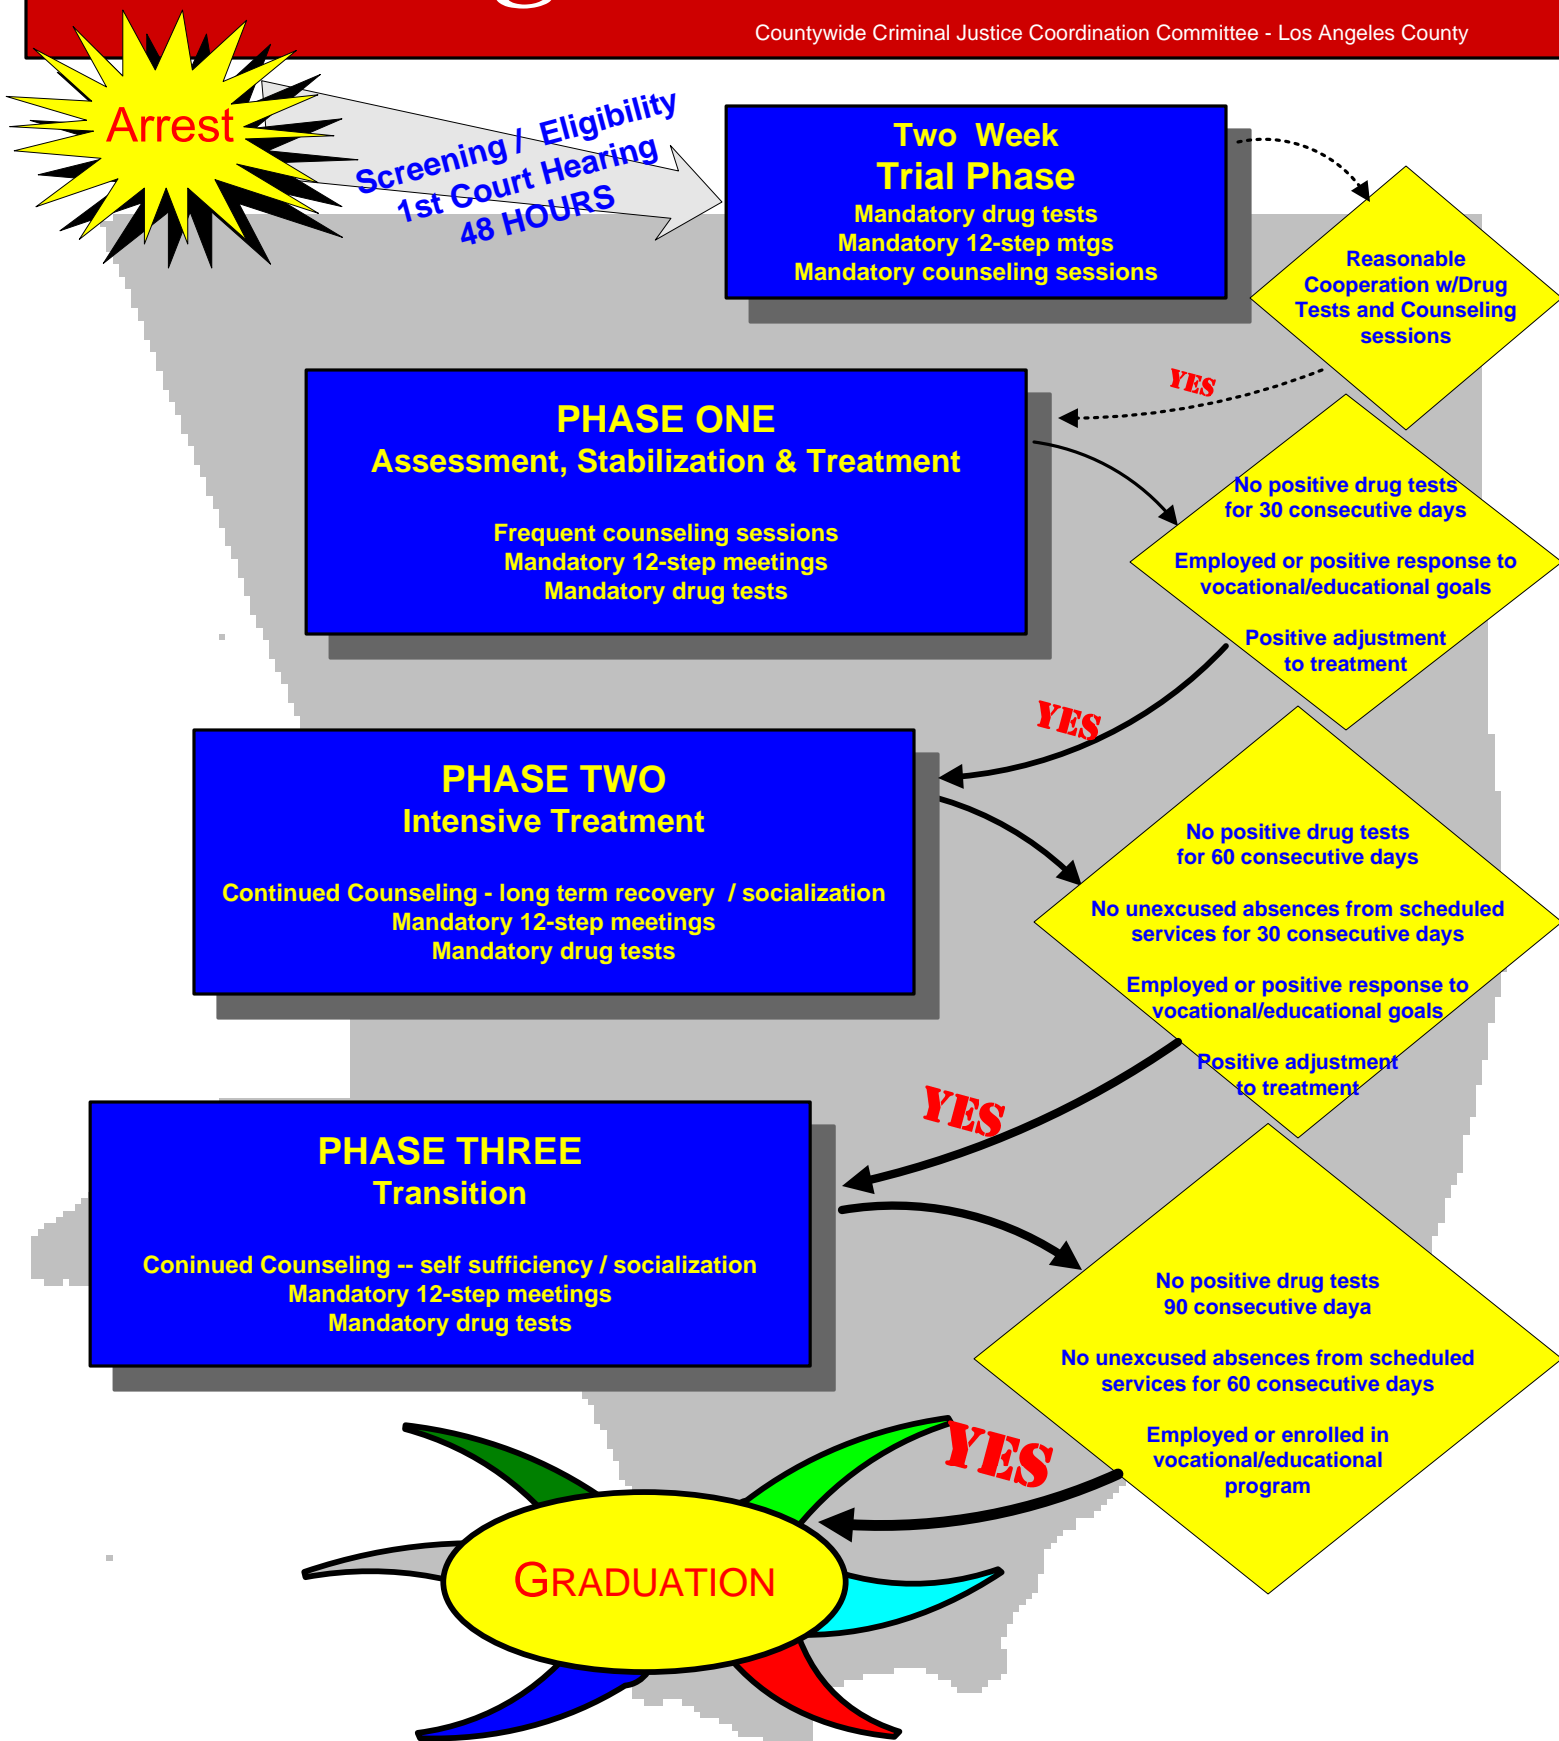 Countywide Criminal Justice Coordination Committee - Los Angeles County
Arrest
Screening / Eligibility
1st Court Hearing
48 HOURS
Two Week
Trial Phase
Mandatory drug tests
Mandatory 12-step mtgs
Mandatory counseling sessions
Reasonable
Cooperation w/Drug
Tests and Counseling
sessions
YES
PHASE ONE
Assessment, Stabilization & Treatment
Frequent counseling sessions
Mandatory 12-step meetings
Mandatory drug tests
No positive drug tests
for 30 consecutive days
Employed or positive response to
vocational/educational goals
Positive adjustment
to treatment
YES
PHASE TWO
Intensive Treatment
Continued Counseling - long term recovery / socialization
Mandatory 12-step meetings
Mandatory drug tests
No positive drug tests
for 60 consecutive days
No unexcused absences from scheduled
services for 30 consecutive days
Employed or positive response to
vocational/educational goals
Positive adjustment
to treatment
YES
PHASE THREE
Transition
Coninued Counseling -- self sufficiency / socialization
Mandatory 12-step meetings
Mandatory drug tests
No positive drug tests
90 consecutive daya
No unexcused absences from scheduled
services for 60 consecutive days
Employed or enrolled in
vocational/educational
program
YES
GRADUATION